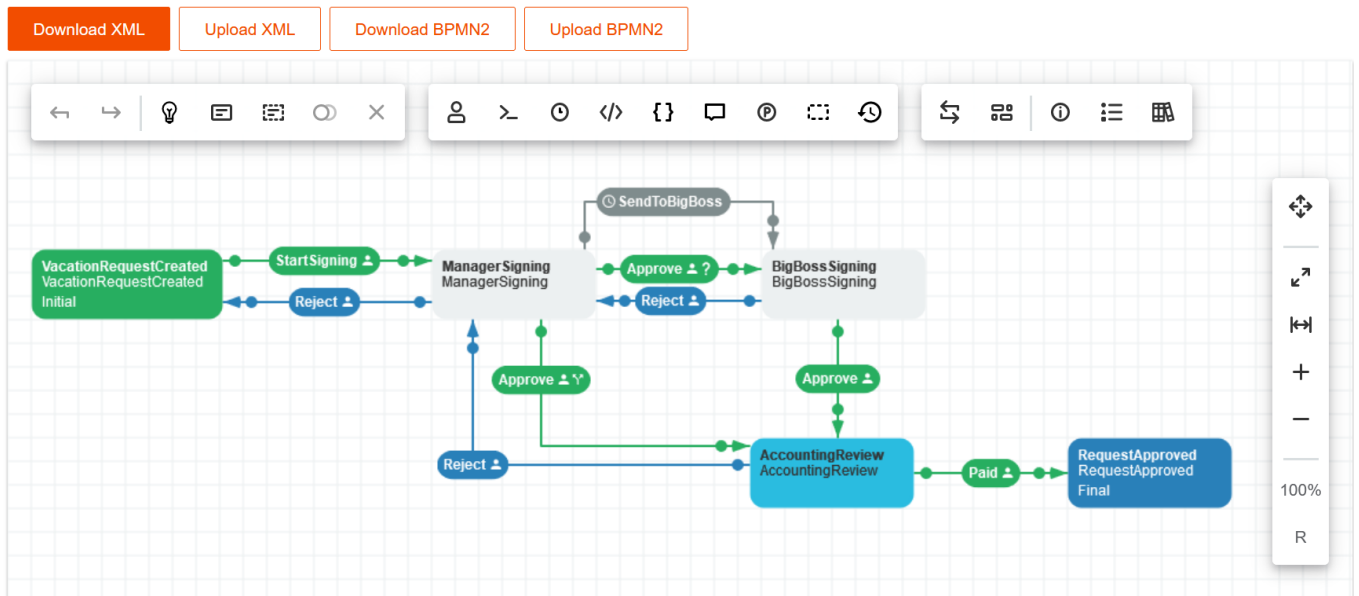 Download XML
Upload XML
Download BPMN2
Upload BPMN2
SendToBigBoss
VacationRequestCreated
VacationRequestCreated
Initial
StartSigning
Reject
ManagerSigning
ManagerSigning
Approve ?
Reject
BigBossSigning
BigBossSigning
Approve
Approve
Reject
AccountingReview
AccountingReview
Paid
RequestApproved
RequestApproved
Final
100%
R